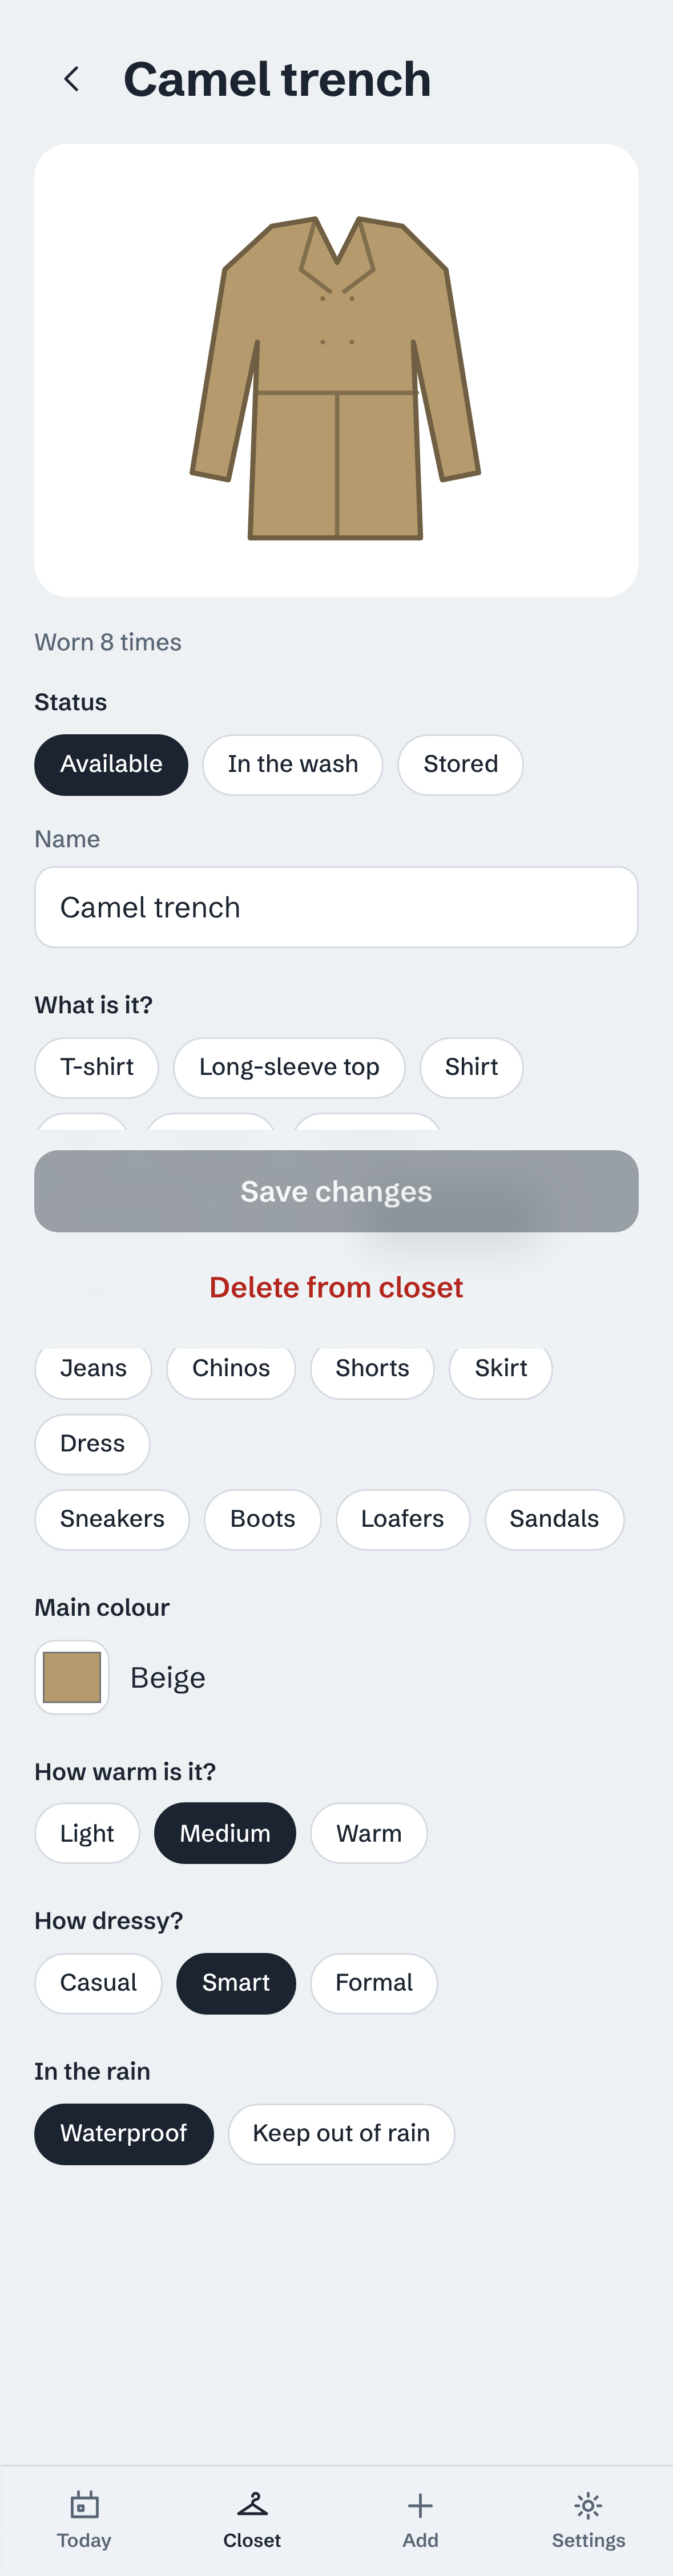 Camel trench
Worn 8 times
Status
Available In the wash Stored
Name
Camel trench
What is it?
T-shirt Long-sleeve top Shirt
Save changes
Delete from closet
Jeans Chinos Shorts Skirt
Dress
Sneakers Boots Loafers Sandals
Main colour
Beige
How warm is it?
Light Medium Warm
How dressy?
Casual Smart Formal
In the rain
Waterproof Keep out of rain
Today Closet Add Settings